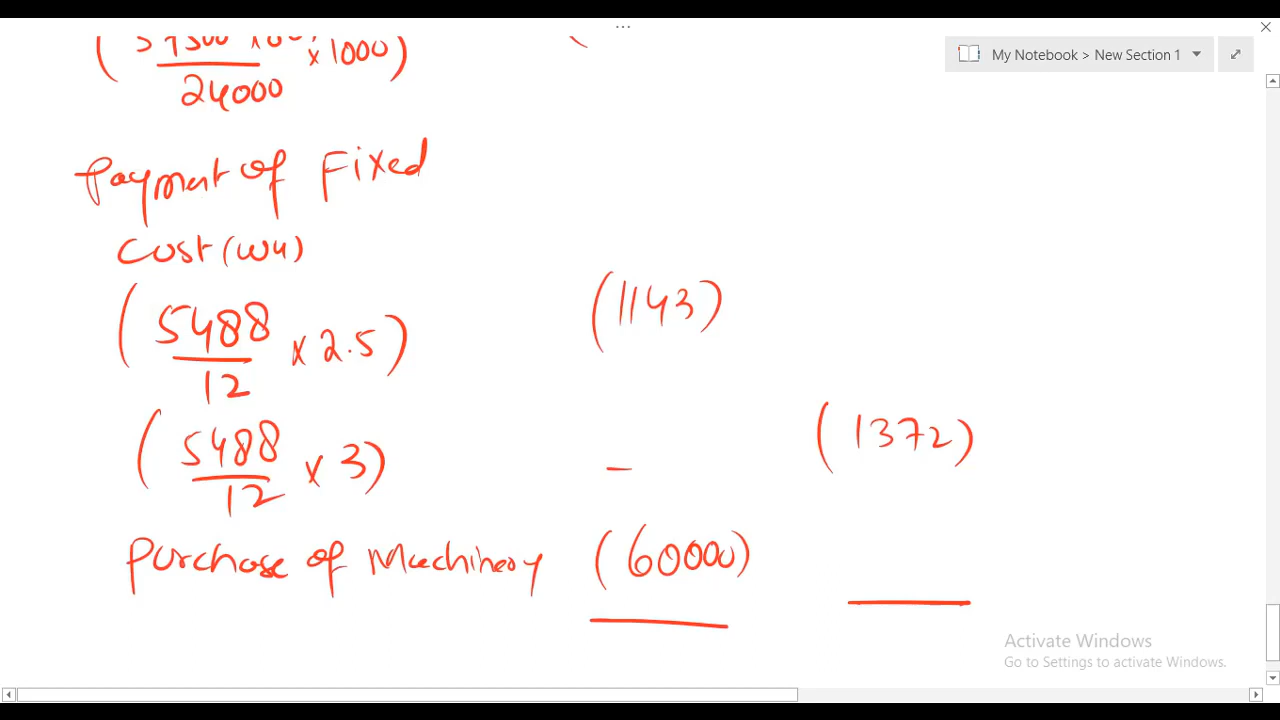 ...
My Notebook > New Section 1
× 1000)
24000
Payment of Fixed
Cost (W4)
(5488/12 × 2.5) (1143)
(5488/12 × 3) - (1372)
Purchase of Machinery (60000)
Activate Windows
Go to Settings to activate Windows.